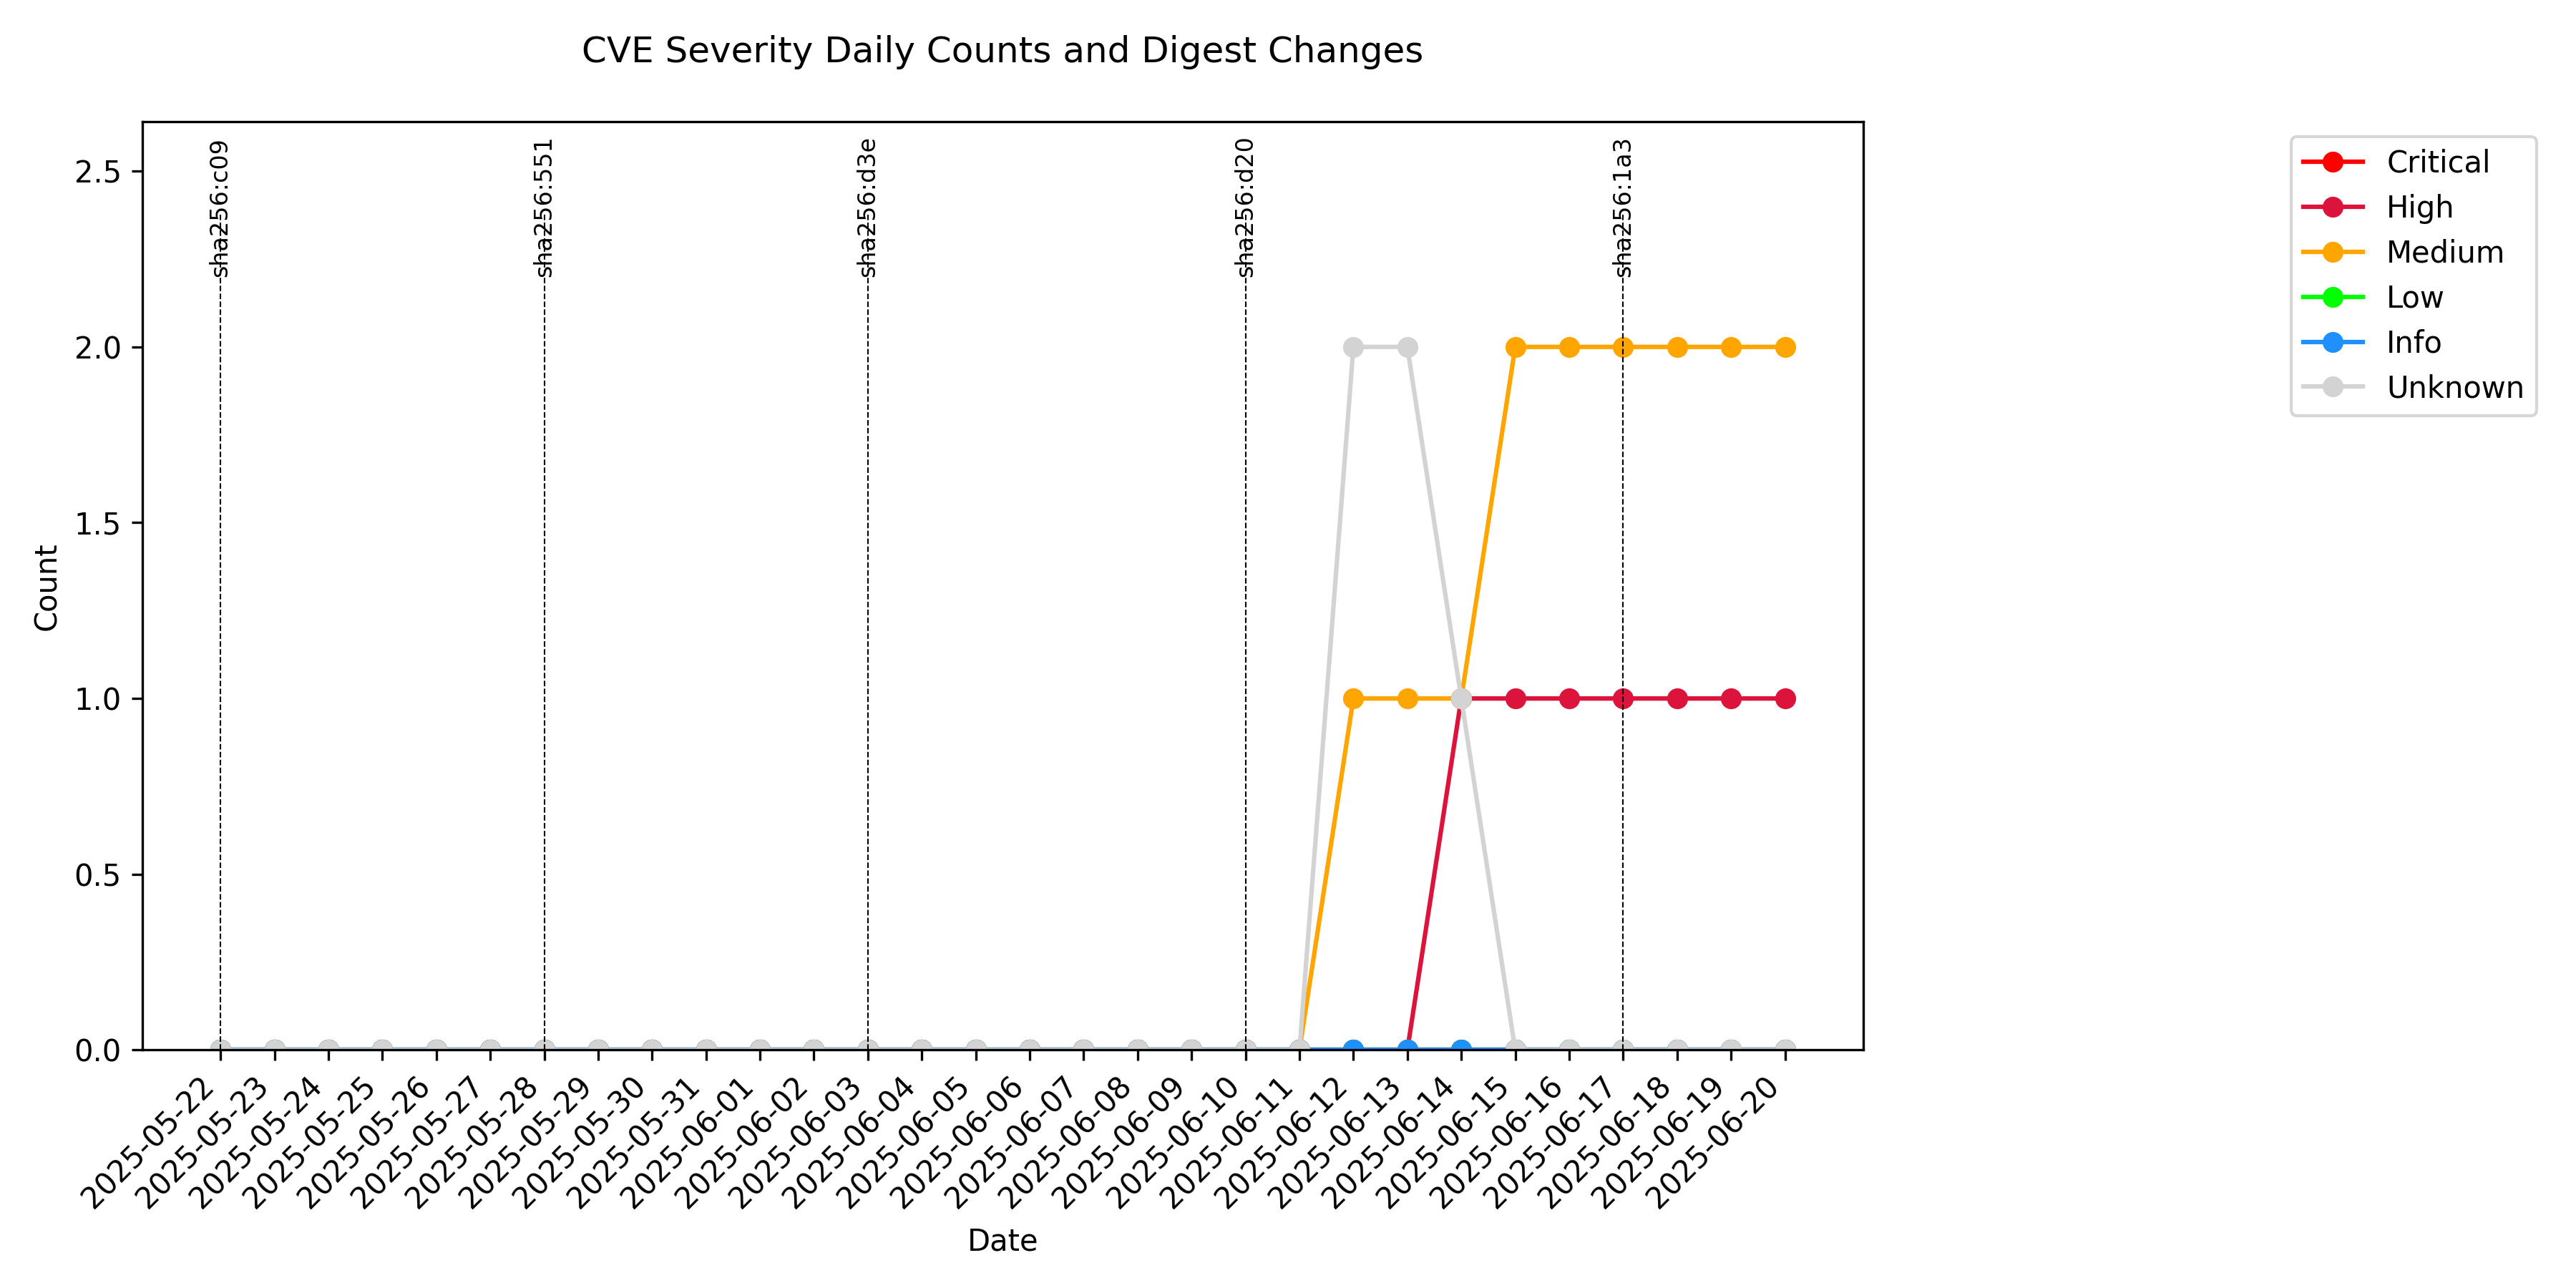 CVE Severity Daily Counts and Digest Changes
sha256:c09
sha256:551
sha256:d3e
sha256:d20
sha256:1a3
2.5
2.0
1.5
1.0
0.5
0.0
Count
2025-05-22
2025-05-23
2025-05-24
2025-05-25
2025-05-26
2025-05-27
2025-05-28
2025-05-29
2025-05-30
2025-05-31
2025-06-01
2025-06-02
2025-06-03
2025-06-04
2025-06-05
2025-06-06
2025-06-07
2025-06-08
2025-06-09
2025-06-10
2025-06-11
2025-06-12
2025-06-13
2025-06-14
2025-06-15
2025-06-16
2025-06-17
2025-06-18
2025-06-19
2025-06-20
Date
Critical
High
Medium
Low
Info
Unknown